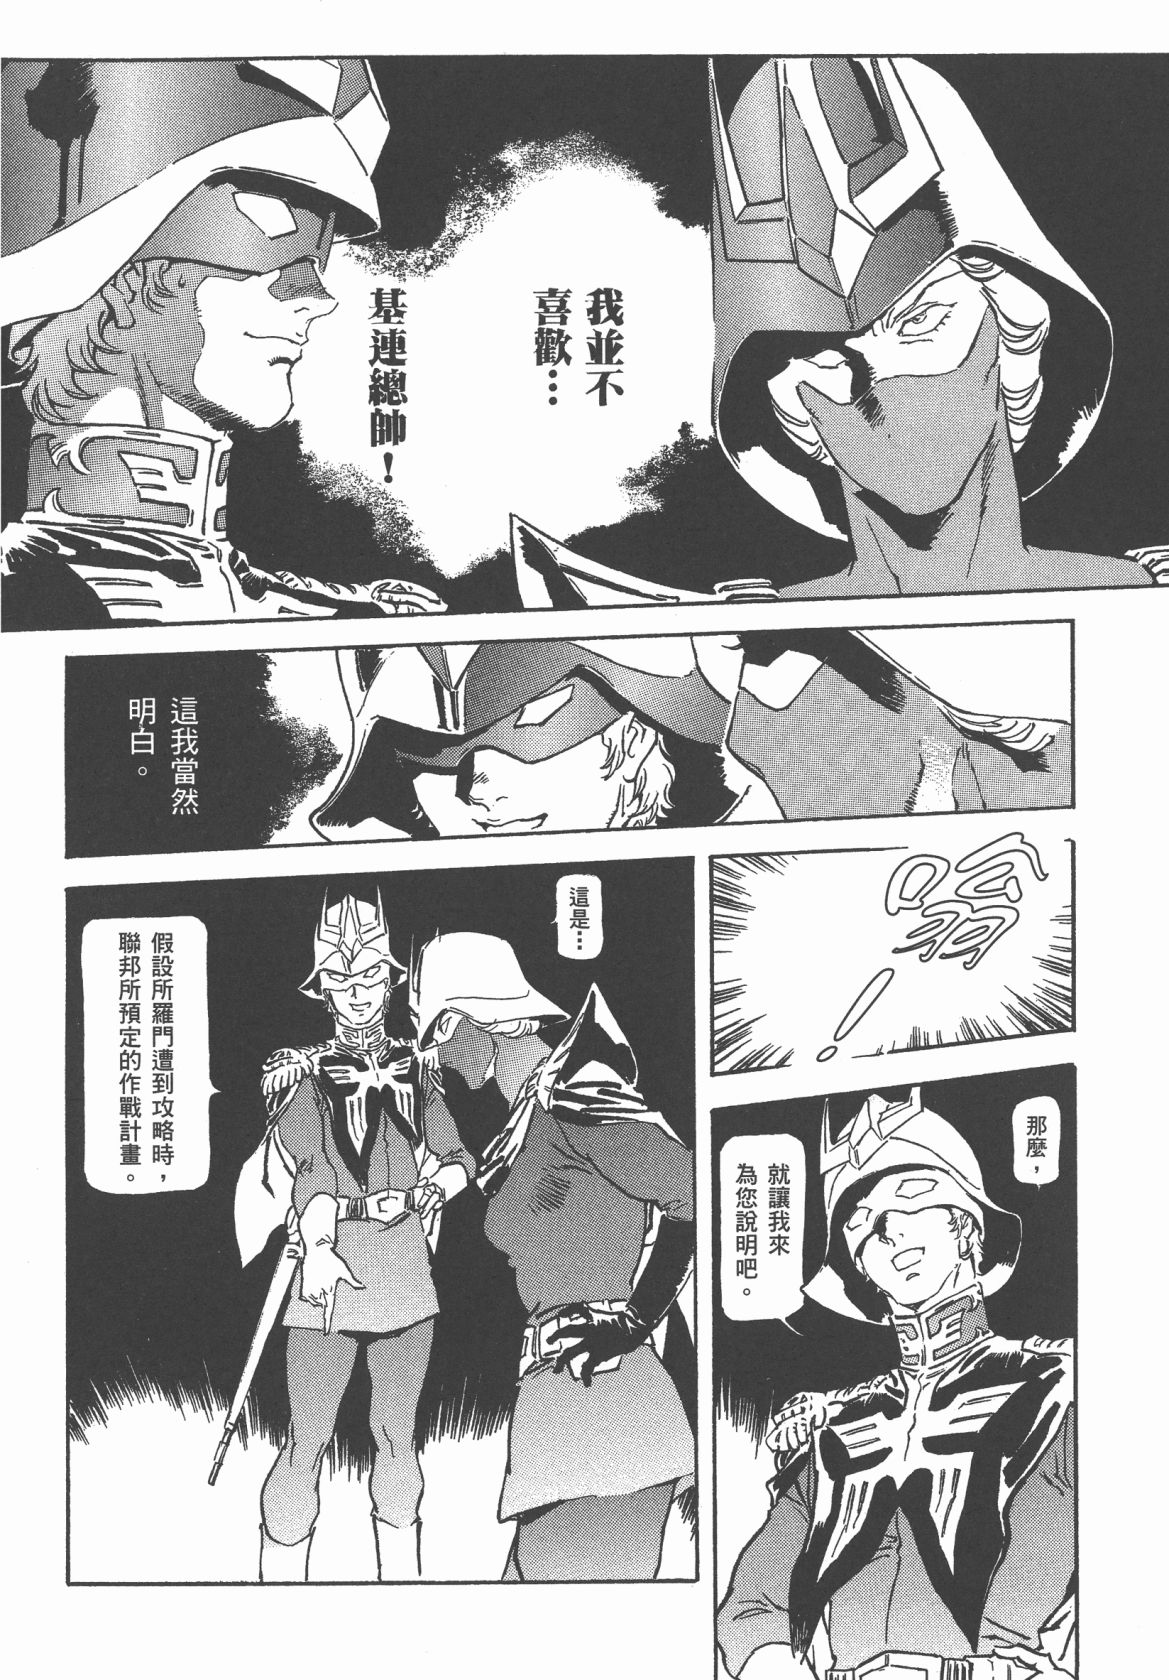 我並不
喜歡…
基連總帥！
這我當然
明白。
嗡！
那麼，
就讓我來
為您說明吧。
這是…
假設所羅門遭到攻略時，
聯邦所預定的作戰計畫。